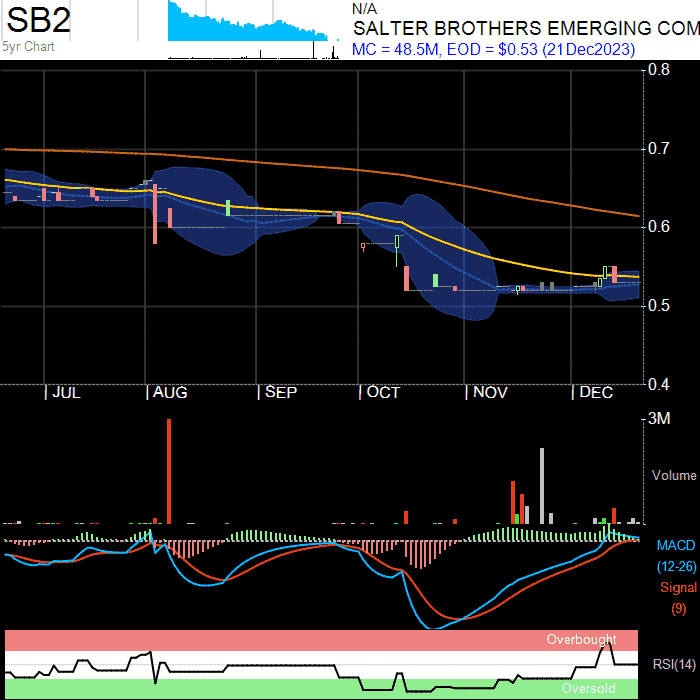 SB2
5yr Chart
N/A
SALTER BROTHERS EMERGING COM
MC = 48.5M, EOD = $0.53 (21Dec2023)
0.8
0.7
0.6
0.5
0.4
JUL
AUG
SEP
OCT
NOV
DEC
3M
Volume
MACD
(12-26)
Signal
(9)
Overbought
RSI(14)
Oversold